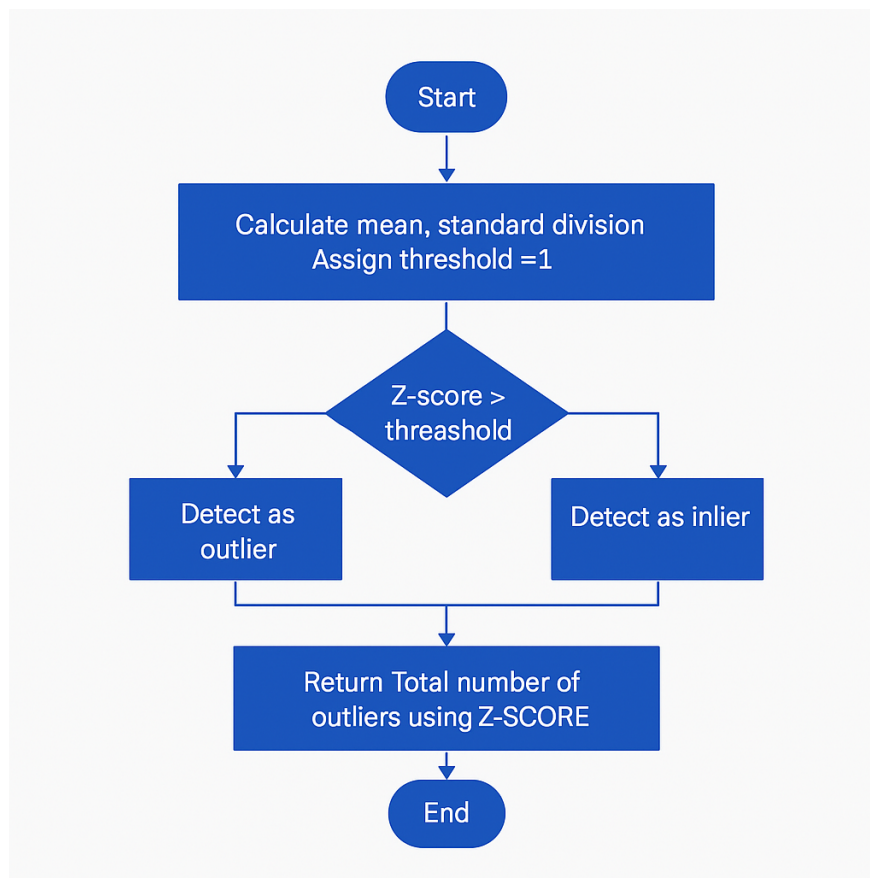 Start
Calculate mean, standard division
Assign threshold =1
Z-score >
threashold
Detect as
outlier
Detect as inlier
Return Total number of
outliers using Z-SCORE
End